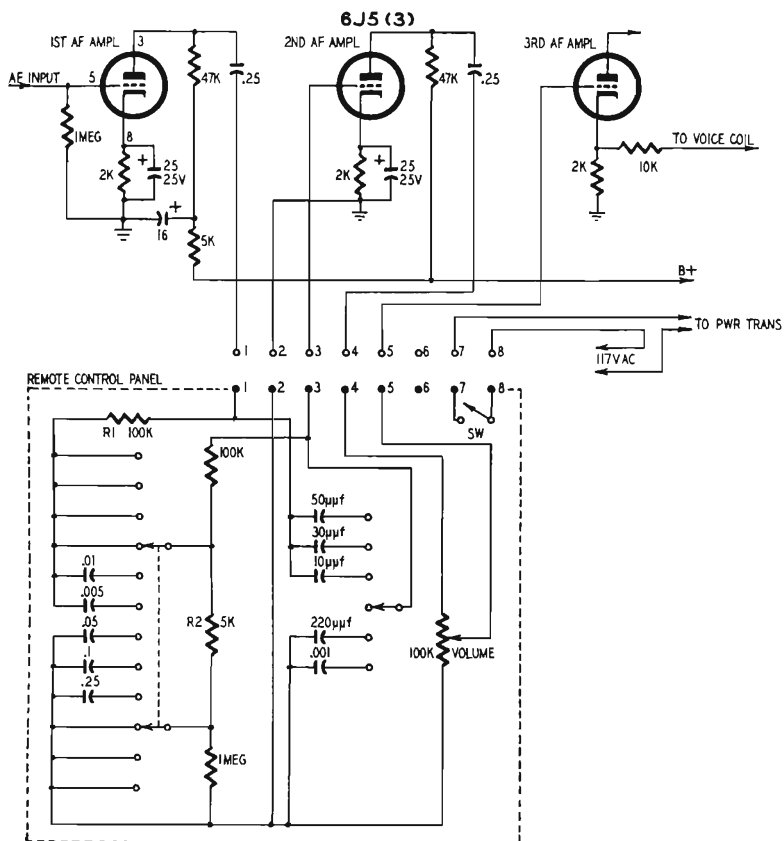 6J5 (3)
1ST AF AMPL
3
2ND AF AMPL
3RD AF AMPL
47K
.25
47K
.25
AF INPUT
5
1MEG
8
2K
+
25
25V
2K
+
25
25V
2K
10K
TO VOICE COIL
+
16
5K
B+
TO PWR TRANS
117VAC
1
2
3
4
5
6
7
8
REMOTE CONTROL PANEL
1
2
3
4
5
6
7
8
SW
R1 100K
100K
50μμf
30μμf
10μμf
.01
.005
.05
.1
.25
R2
5K
220μμf
.001
100K
VOLUME
1MEG